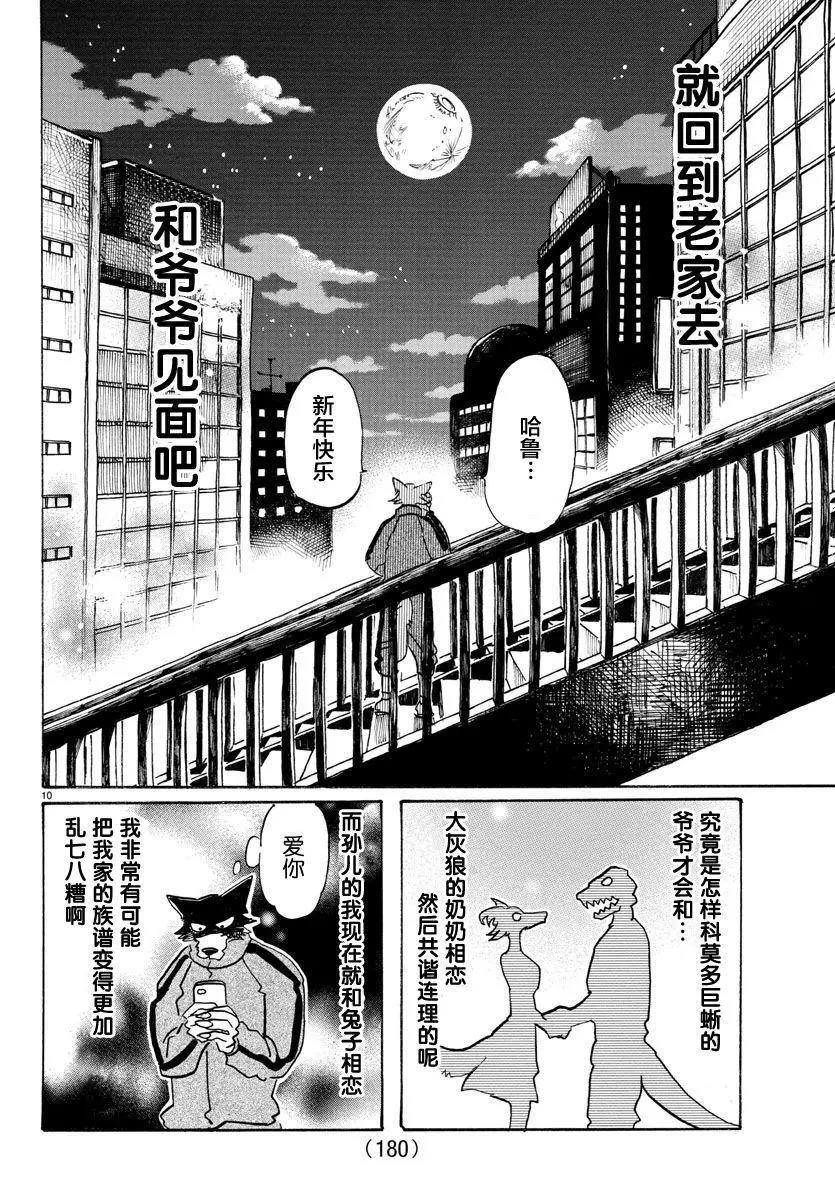 就回到老家去
和爷爷见面吧
哈鲁…
新年快乐
10
究竟是怎样科莫多巨蜥的
爷爷才会和…
大灰狼的奶奶相恋
然后共谐连理的呢
而孙儿的我现在就和兔子相恋
爱你
我非常有可能
把我家的族谱变得更加
乱七八糟啊
(180)